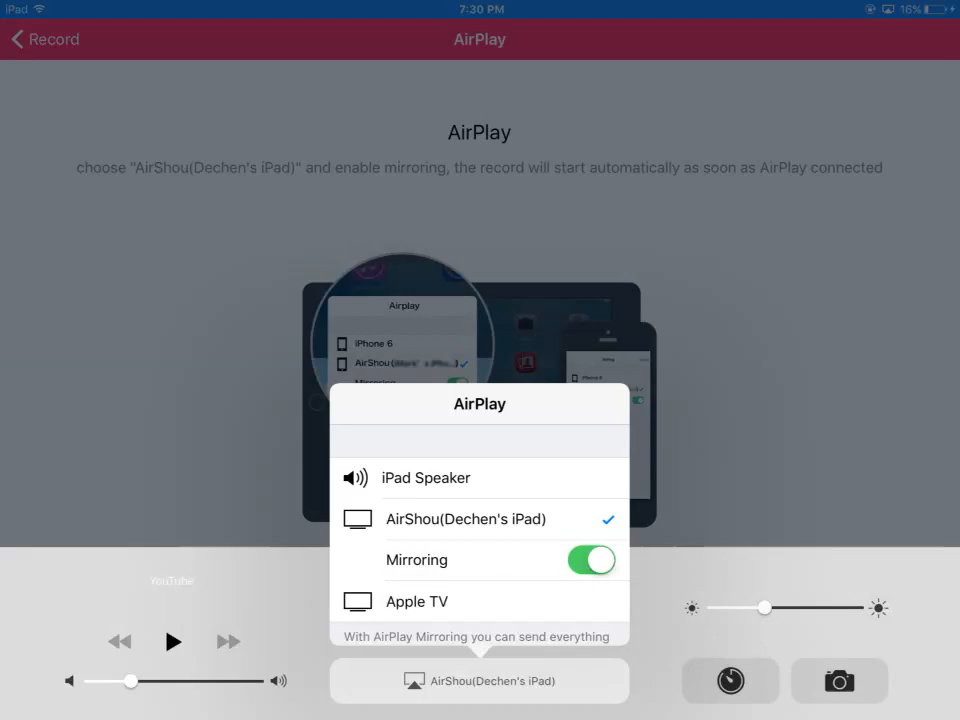 iPad
7:30 PM
16%
Record
AirPlay
AirPlay
choose "AirShou(Dechen's iPad)" and enable mirroring, the record will start automatically as soon as AirPlay connected
Airplay
iPhone 6
AirShou(
Mirroring
AirPlay
iPad Speaker
AirShou(Dechen's iPad)
Mirroring
Apple TV
With AirPlay Mirroring you can send everything
YouTube
AirShou(Dechen's iPad)